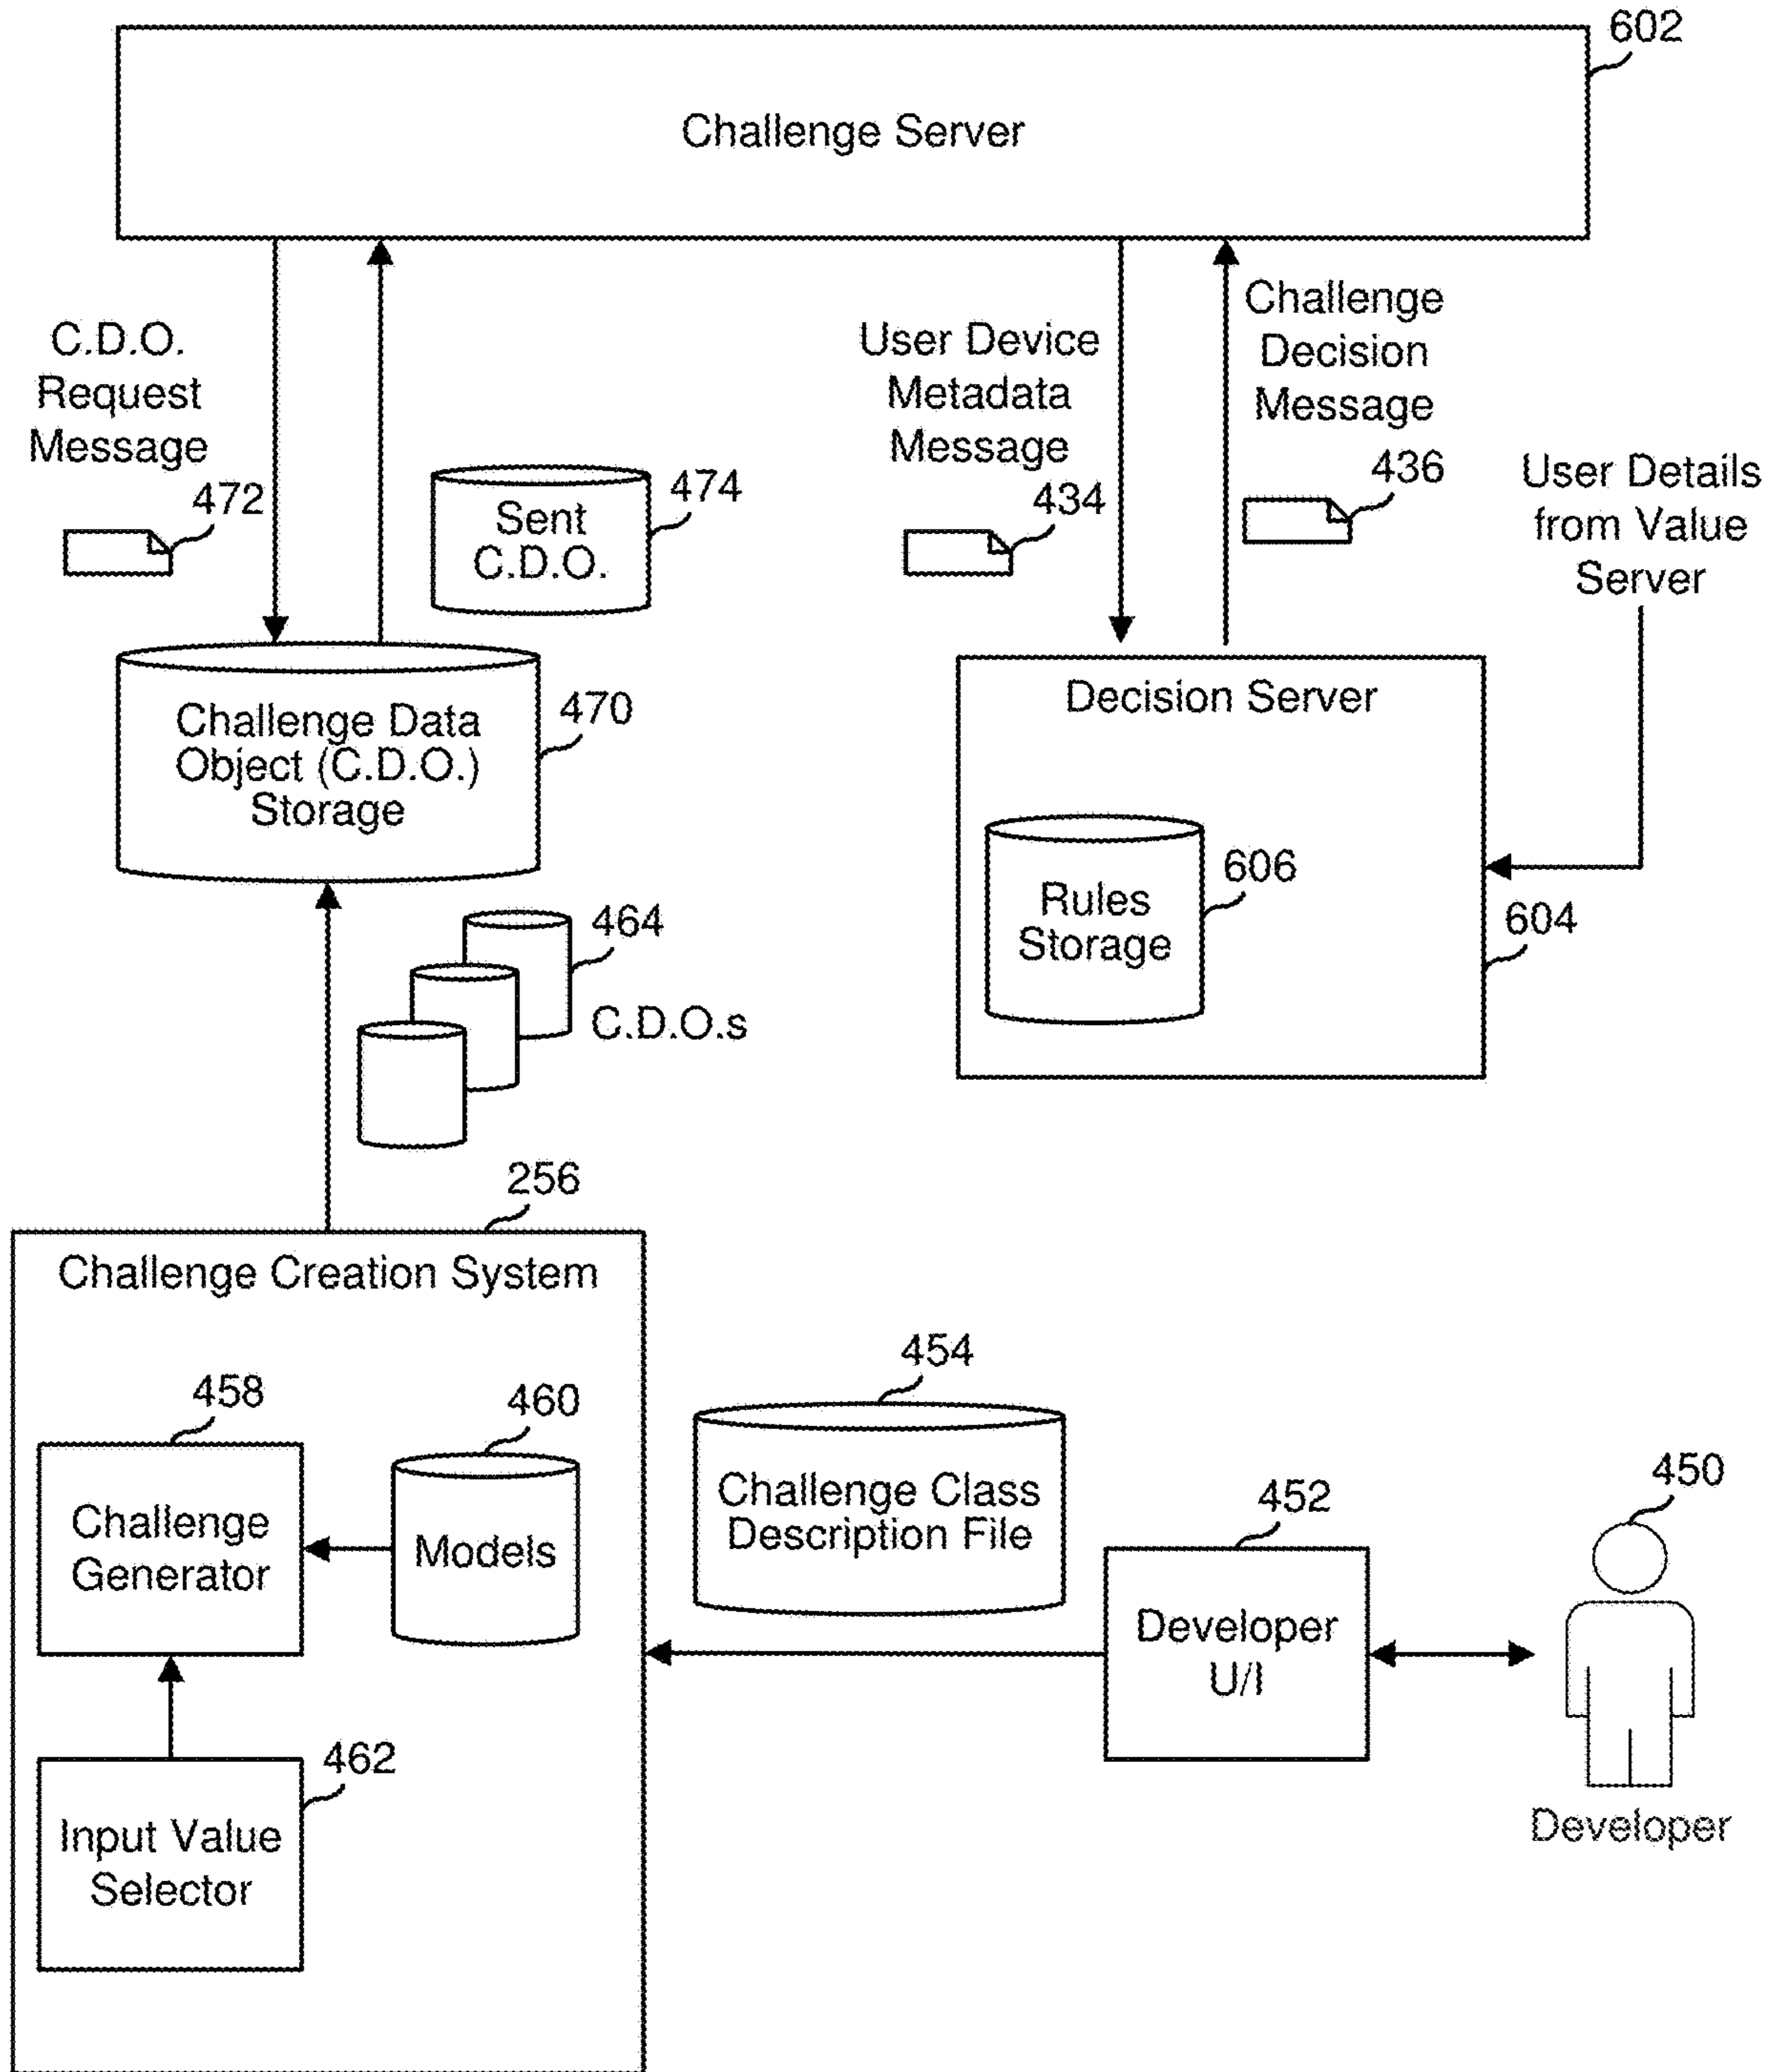 602
Challenge Server
C.D.O.
Request
Message
472
Sent
C.D.O.
474
User Device
Metadata
Message
434
Challenge
Decision
Message
436
User Details
from Value
Server
Challenge Data
Object (C.D.O.)
Storage
470
Decision Server
Rules
Storage
606
604
464
C.D.O.s
256
Challenge Creation System
458
Challenge
Generator
460
Models
462
Input Value
Selector
454
Challenge Class
Description File
452
Developer
U/I
450
Developer